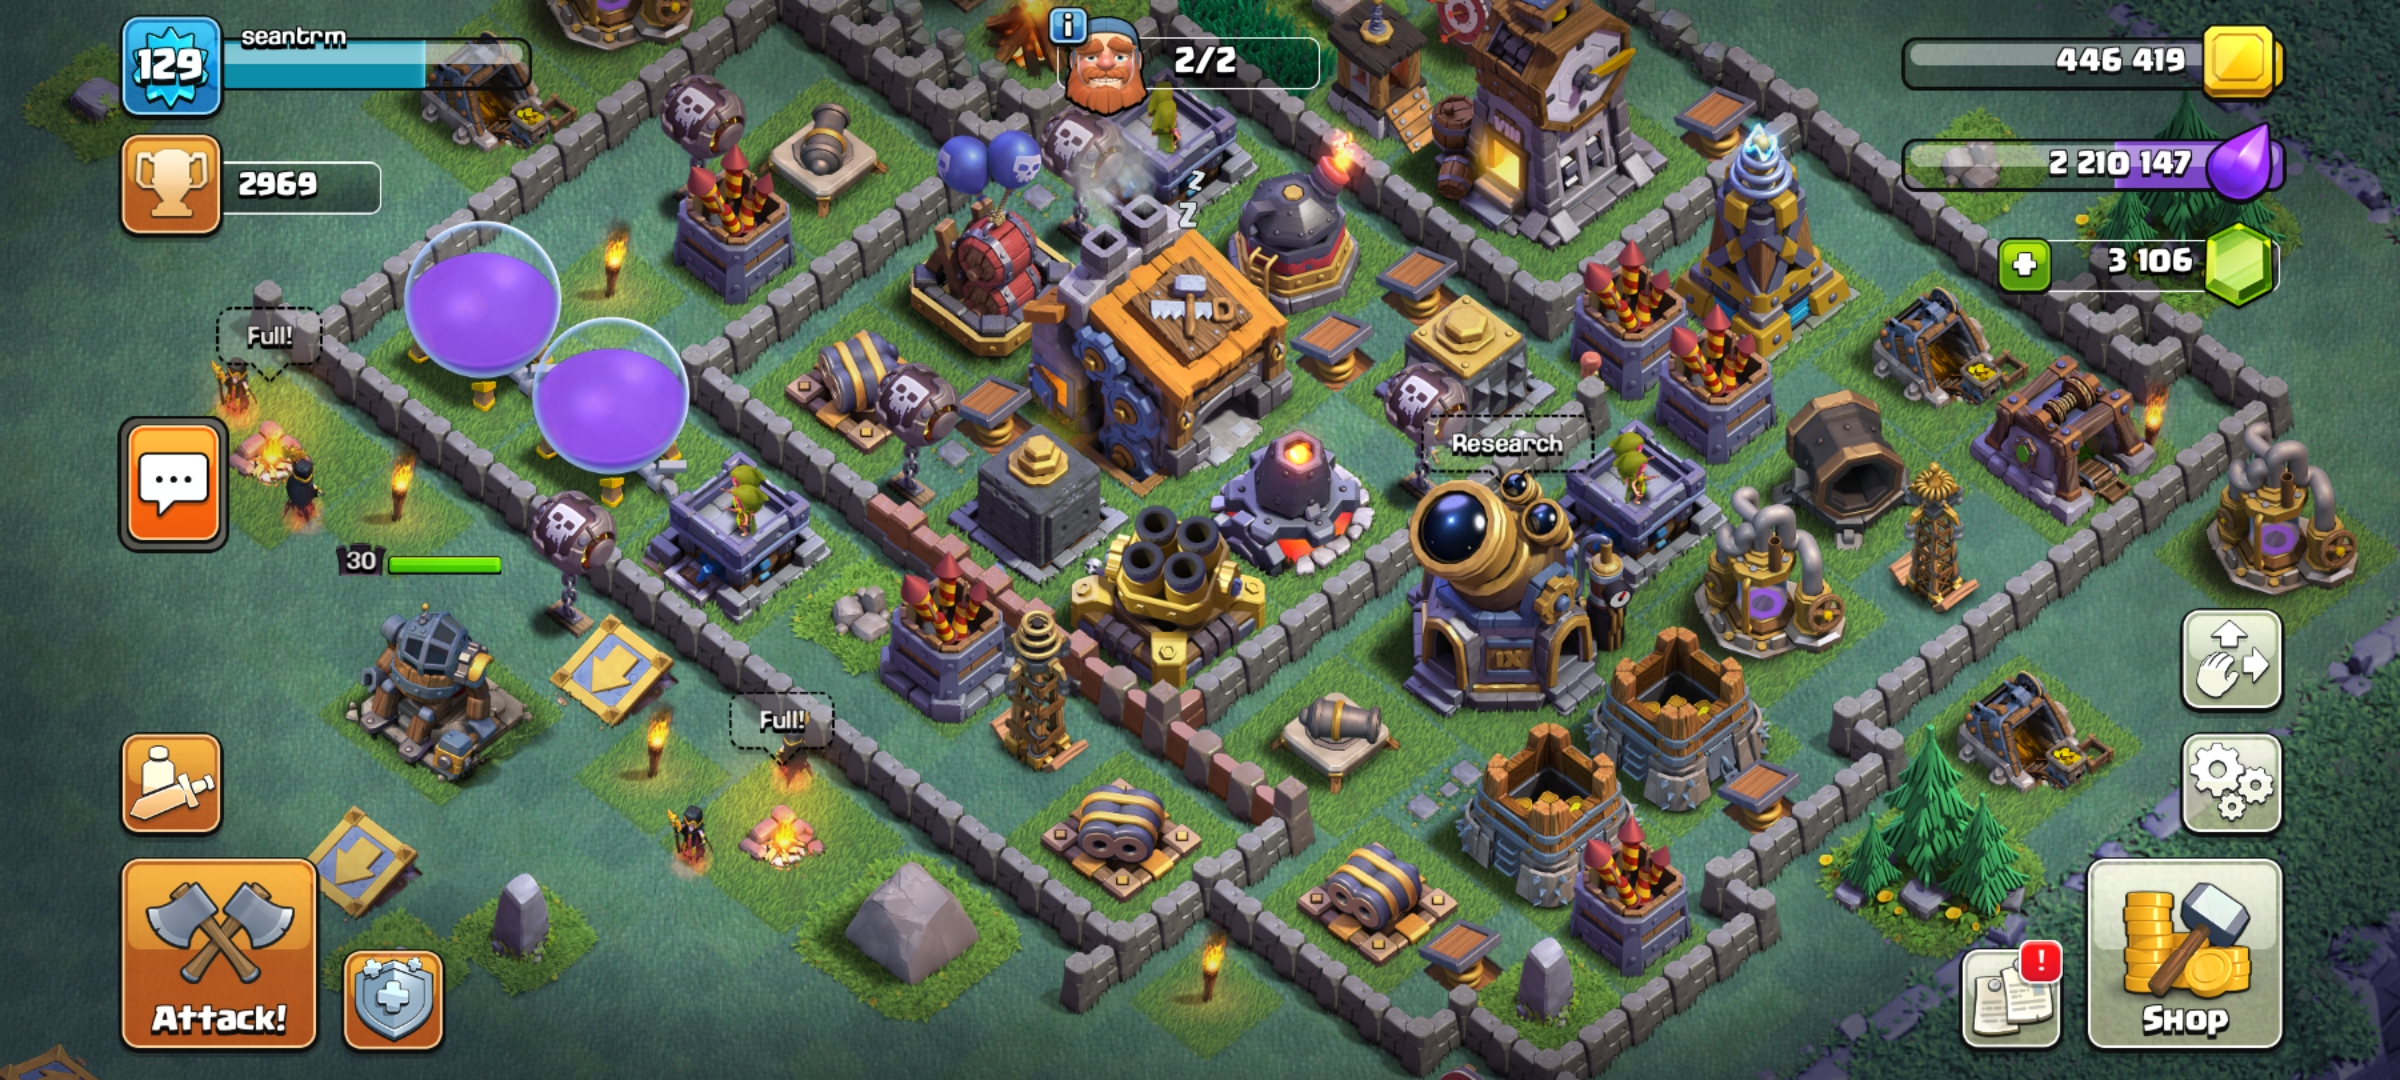 129
seantrm
2/2
446 419
2969
2 210 147
z
Z
3 106
Full!
Research
30
IX
Full!
Attack!
!
Shop